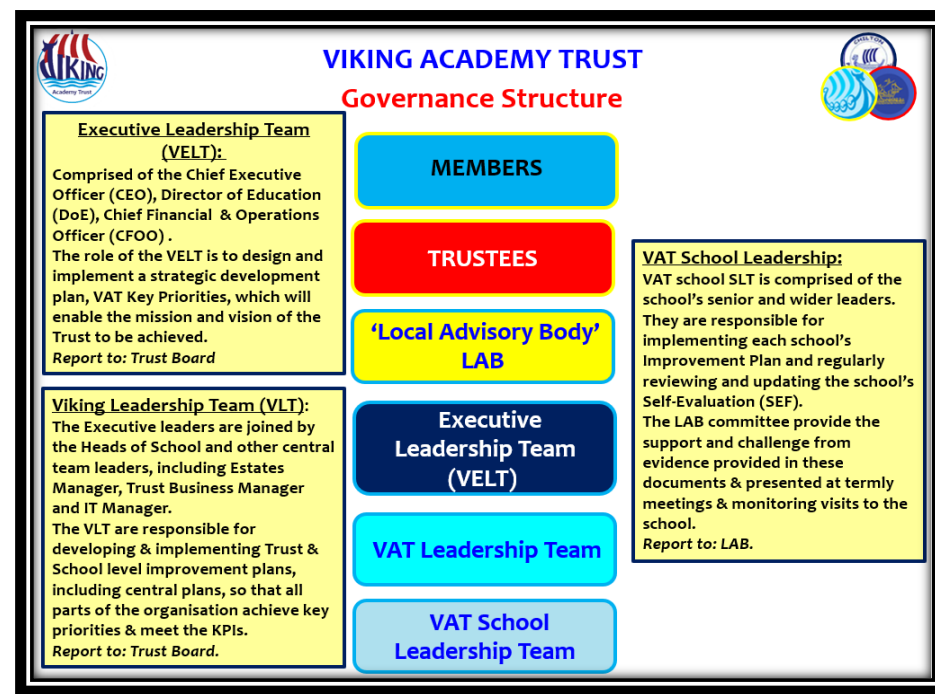 VIKING
Academy Trust
VIKING ACADEMY TRUST
Governance Structure
CHILTON
Executive Leadership Team
(VELT):
Comprised of the Chief Executive
Officer (CEO), Director of Education
(DoE), Chief Financial  & Operations
Officer (CFOO) .
The role of the VELT is to design and
implement a strategic development
plan, VAT Key Priorities, which will
enable the mission and vision of the
Trust to be achieved.
Report to: Trust Board
Viking Leadership Team (VLT):
The Executive leaders are joined by
the Heads of School and other central
team leaders, including Estates
Manager, Trust Business Manager
and IT Manager.
The VLT are responsible for
developing & implementing Trust &
School level improvement plans,
including central plans, so that all
parts of the organisation achieve key
priorities & meet the KPIs.
Report to: Trust Board.
MEMBERS
TRUSTEES
‘Local Advisory Body’
LAB
Executive
Leadership Team
(VELT)
VAT Leadership Team
VAT School
Leadership Team
VAT School Leadership:
VAT school SLT is comprised of the
school’s senior and wider leaders.
They are responsible for
implementing each school’s
Improvement Plan and regularly
reviewing and updating the school’s
Self-Evaluation (SEF).
The LAB committee provide the
support and challenge from
evidence provided in these
documents & presented at termly
meetings & monitoring visits to the
school.
Report to: LAB.